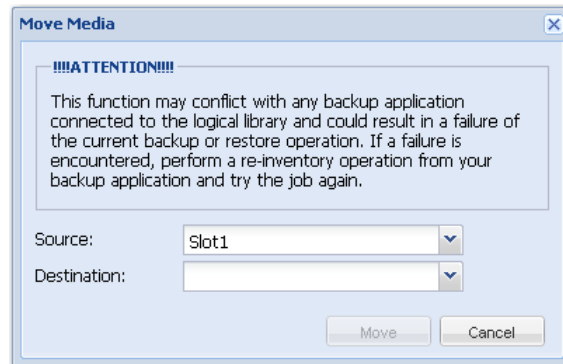 Move Media
!!!!ATTENTION!!!!
This function may conflict with any backup application
connected to the logical library and could result in a failure of
the current backup or restore operation. If a failure is
encountered, perform a re-inventory operation from your
backup application and try the job again.
Source:
Slot1
Destination:
Move
Cancel